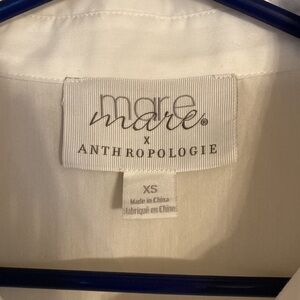 mare
mare®
X
ANTHROPOLOGIE
XS
Made in China
Fabriqué en Chine